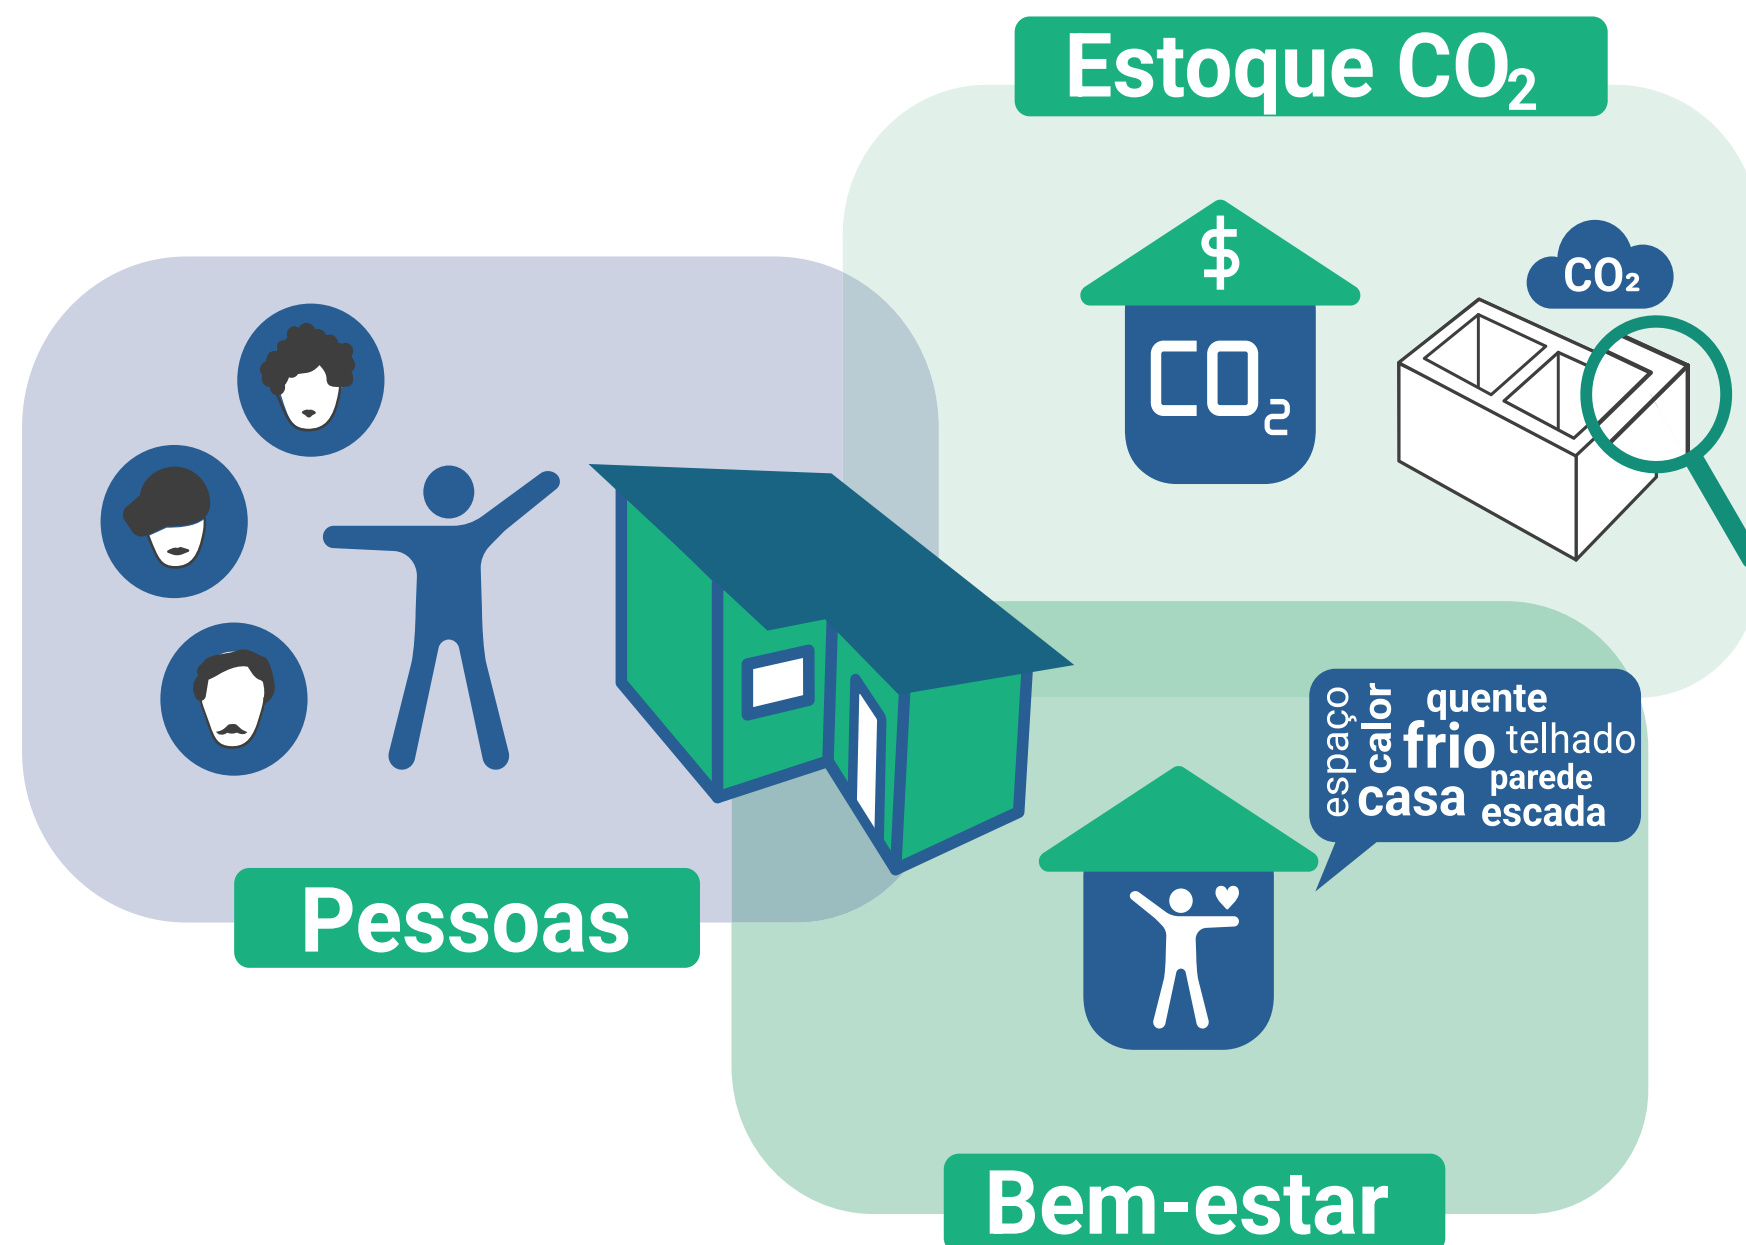 Estoque CO₂
$
CO₂
CO₂
espaço
calor
quente
frio
telhado
parede
casa
escada
Pessoas
Bem-estar